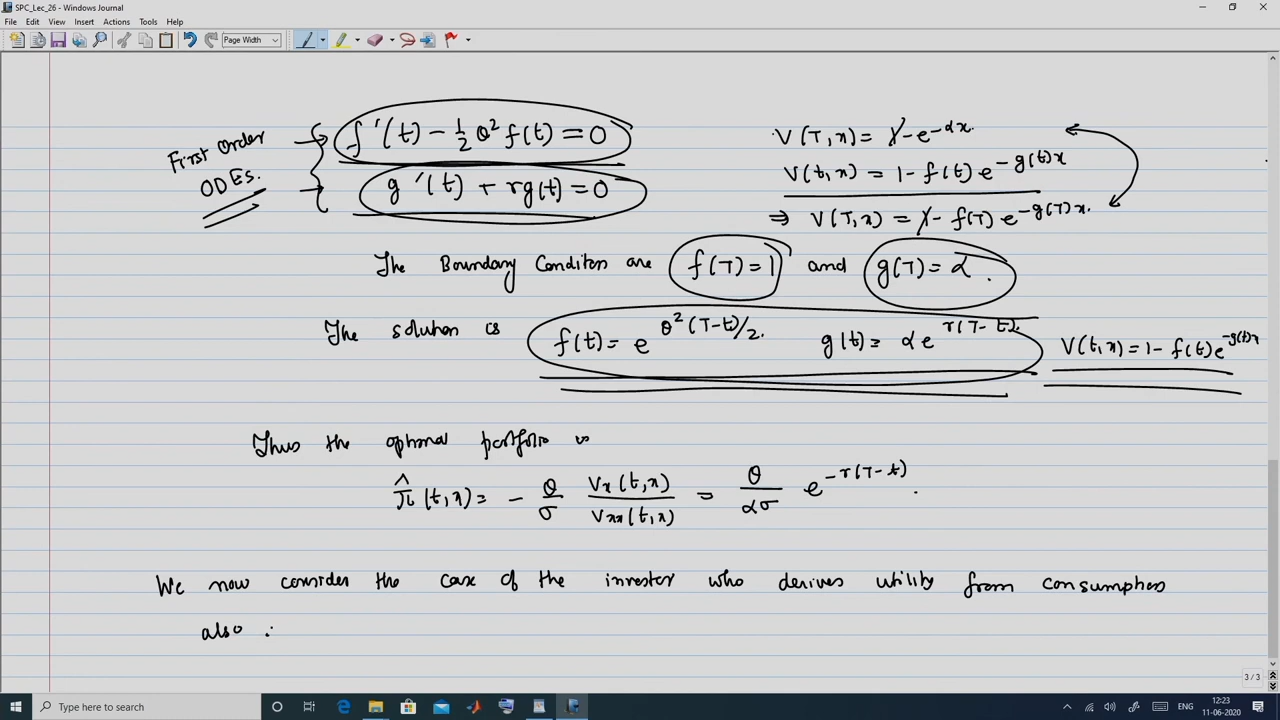 SPC_Lec_26 - Windows Journal
File Edit View Insert Actions Tools Help
Page Width
First Order ODEs.
f'(t) - ½ θ² f(t) = 0
g'(t) + rg(t) = 0
V(T,x) = 1 - e^{-αx}.
V(t,x) = 1 - f(t) e^{-g(t)x}
⇒ V(T,x) = 1 - f(T) e^{-g(T)x}.
The Boundary Conditon are f(T) = 1 and g(T) = α.
The solution is f(t) = e^{θ²(T-t)/2}. g(t) = αe^{r(T-t)}. V(t,x) = 1 - f(t)e^{-g(t)x}
Thus the optimal portfolio is
π̂(t,x) = - θ/σ Vx(t,x)/Vxx(t,x) = θ/ασ e^{-r(T-t)}.
We now consider the case of the investor who derives utility from consumption
also :
3 / 3
Type here to search
ENG
12:23
11-06-2020